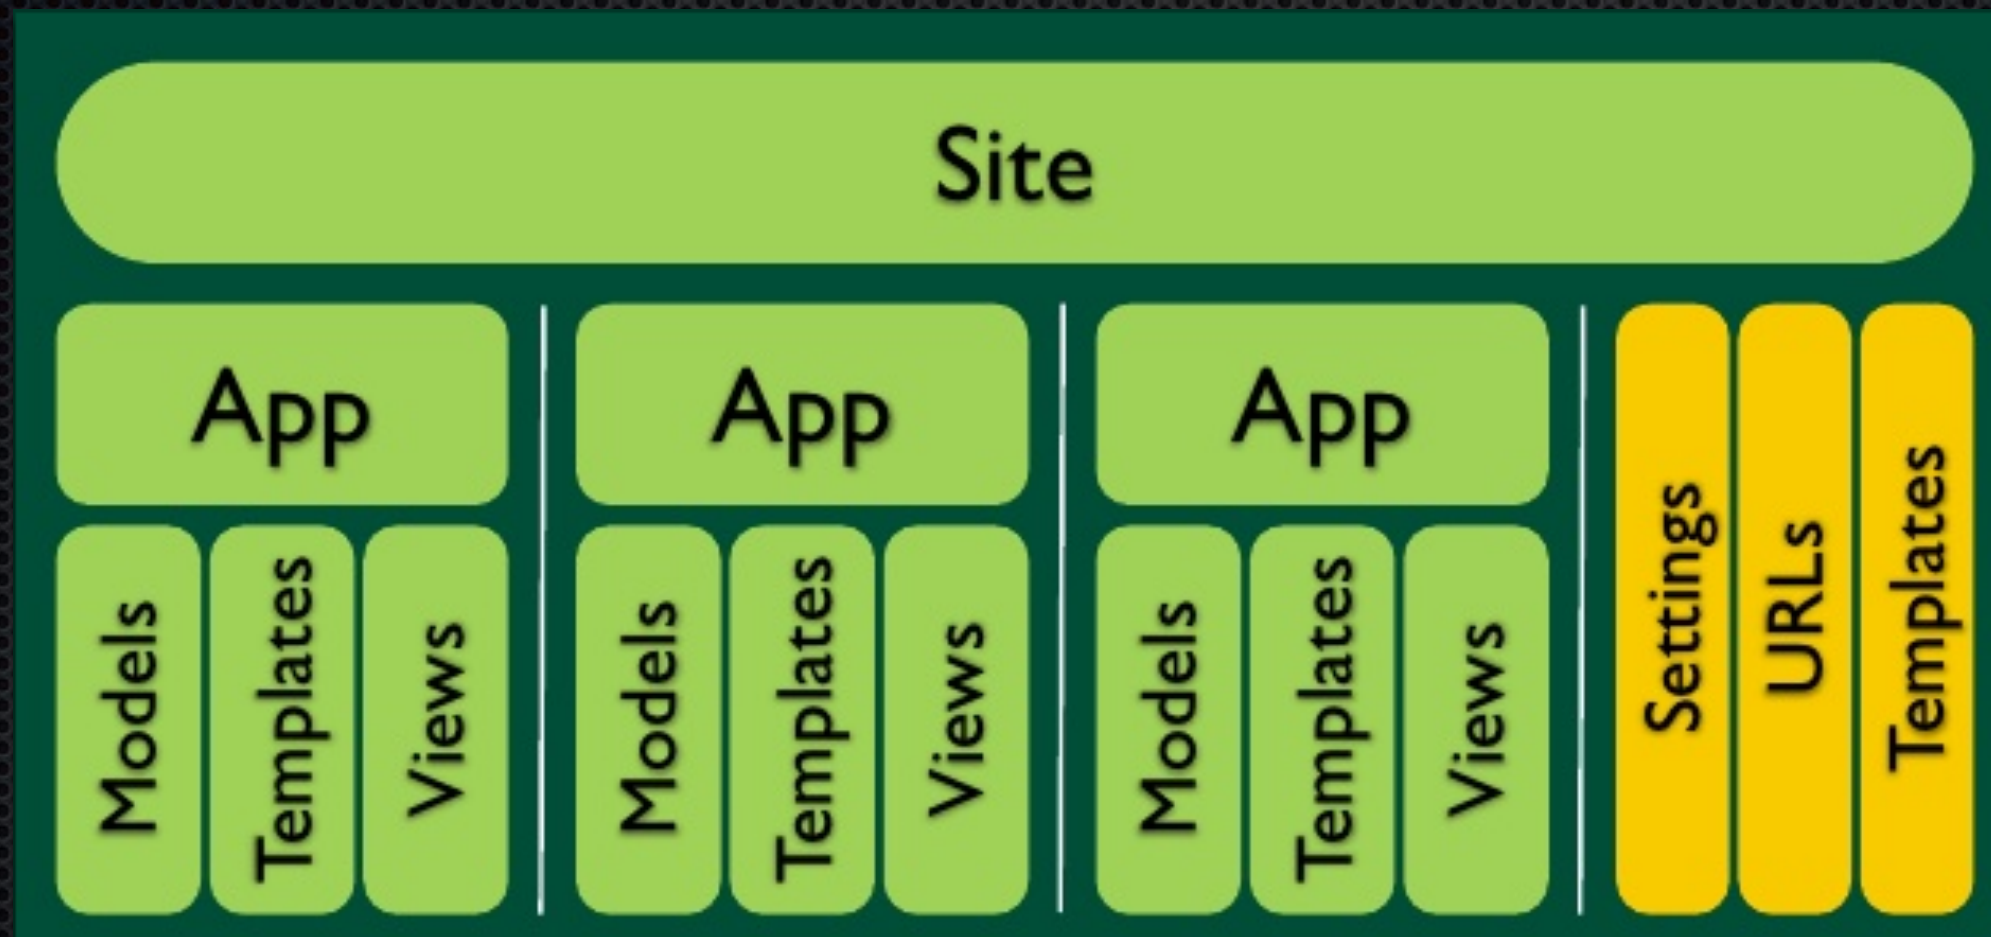 Site
App
App
App
Models
Templates
Views
Models
Templates
Views
Models
Templates
Views
Settings
URLs
Templates